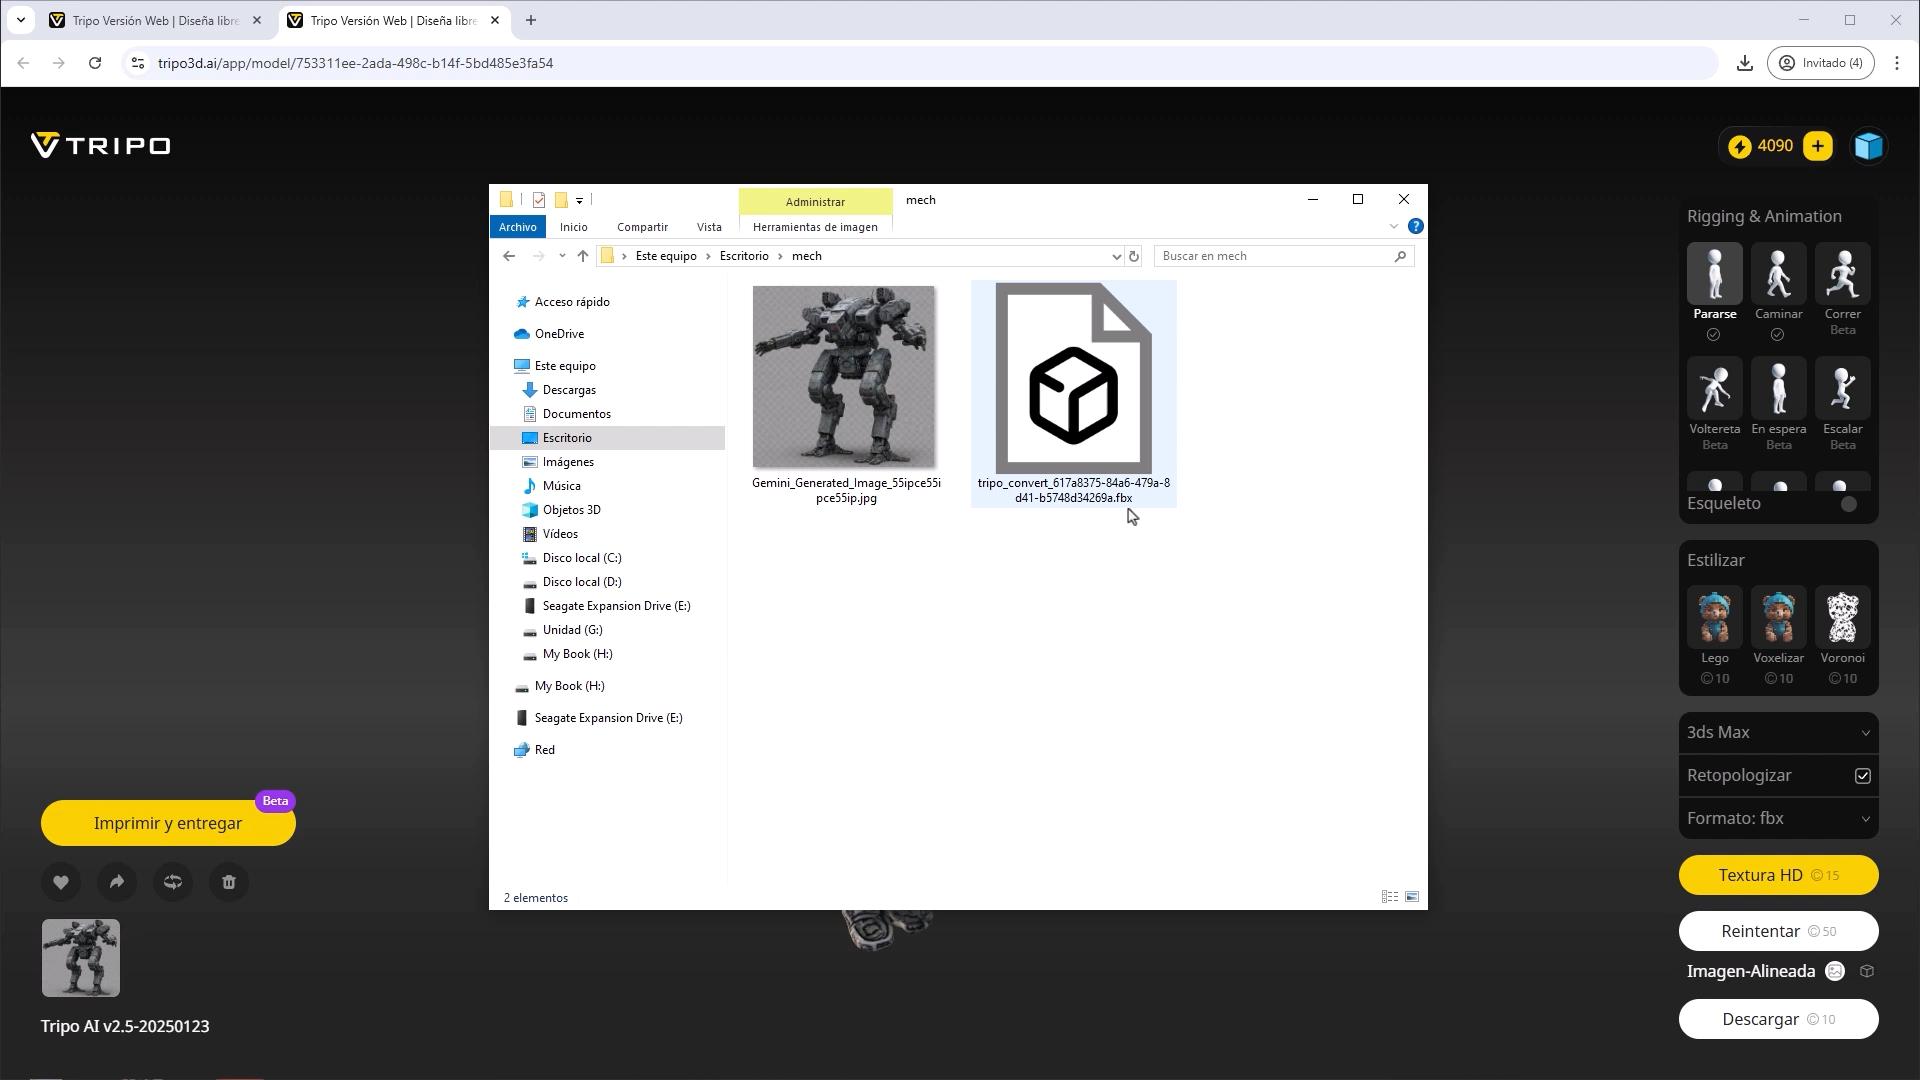 Tripo Versión Web | Diseña libre
Tripo Versión Web | Diseña libre
tripo3d.ai/app/model/753311ee-2ada-498c-b14f-5bd485e3fa54
Invitado (4)
TRIPO
4090
Administrar
mech
Archivo
Inicio
Compartir
Vista
Herramientas de imagen
Este equipo
Escritorio
mech
Buscar en mech
Acceso rápido
OneDrive
Este equipo
Descargas
Documentos
Escritorio
Imágenes
Música
Objetos 3D
Vídeos
Disco local (C:)
Disco local (D:)
Seagate Expansion Drive (E:)
Unidad (G:)
My Book (H:)
My Book (H:)
Seagate Expansion Drive (E:)
Red
Gemini_Generated_Image_55ipce55i
pce55ip.jpg
tripo_convert_617a8375-84a6-479a-8
d41-b5748d34269a.fbx
2 elementos
Rigging & Animation
Pararse
Caminar
Correr
Beta
Voltereta
En espera
Escalar
Beta
Beta
Beta
Esqueleto
Estilizar
Lego
Voxelizar
Voronoi
10
10
10
3ds Max
Retopologizar
Formato: fbx
Textura HD 15
Reintentar 50
Imagen-Alineada
Descargar 10
Beta
Imprimir y entregar
Tripo AI v2.5-20250123